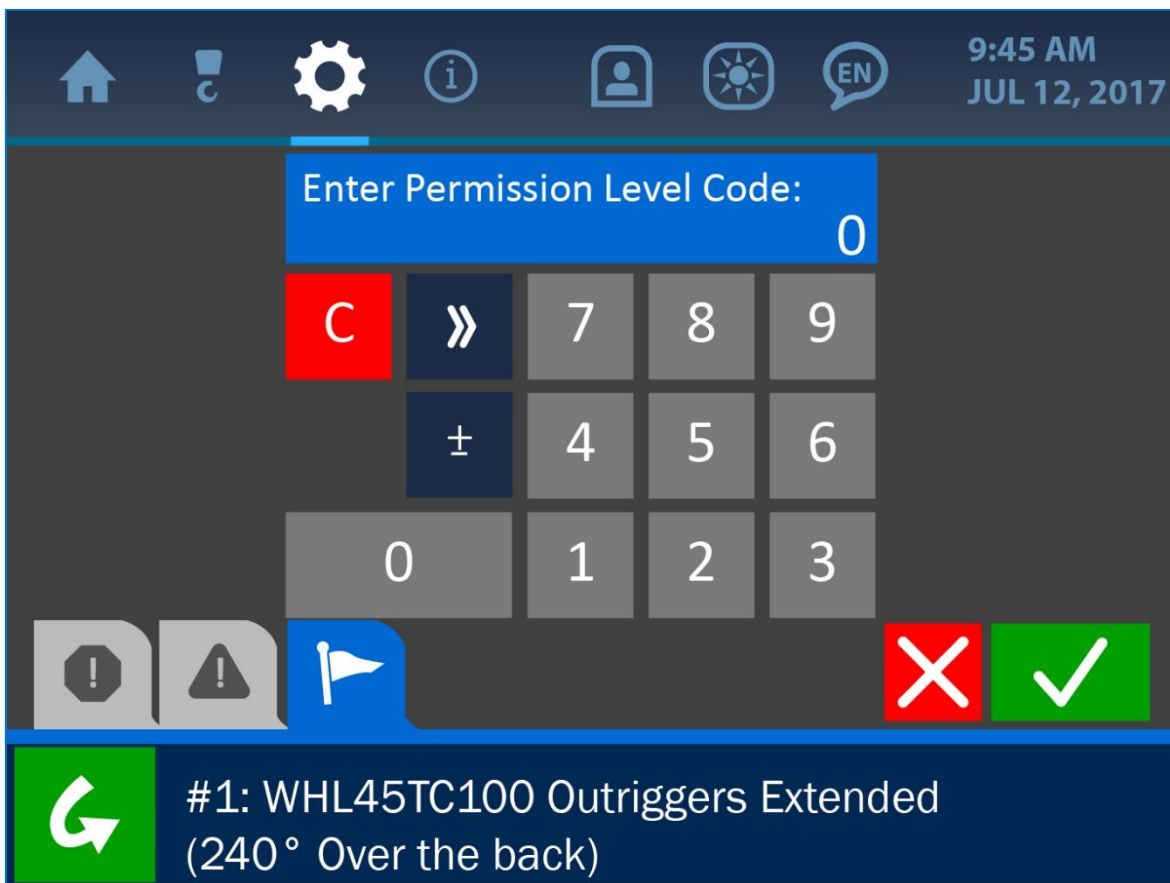 i
EN
9:45 AM
JUL 12, 2017
Enter Permission Level Code:
0
C » 7 8 9
± 4 5 6
0 1 2 3
! !
#1: WHL45TC100 Outriggers Extended
(240° Over the back)